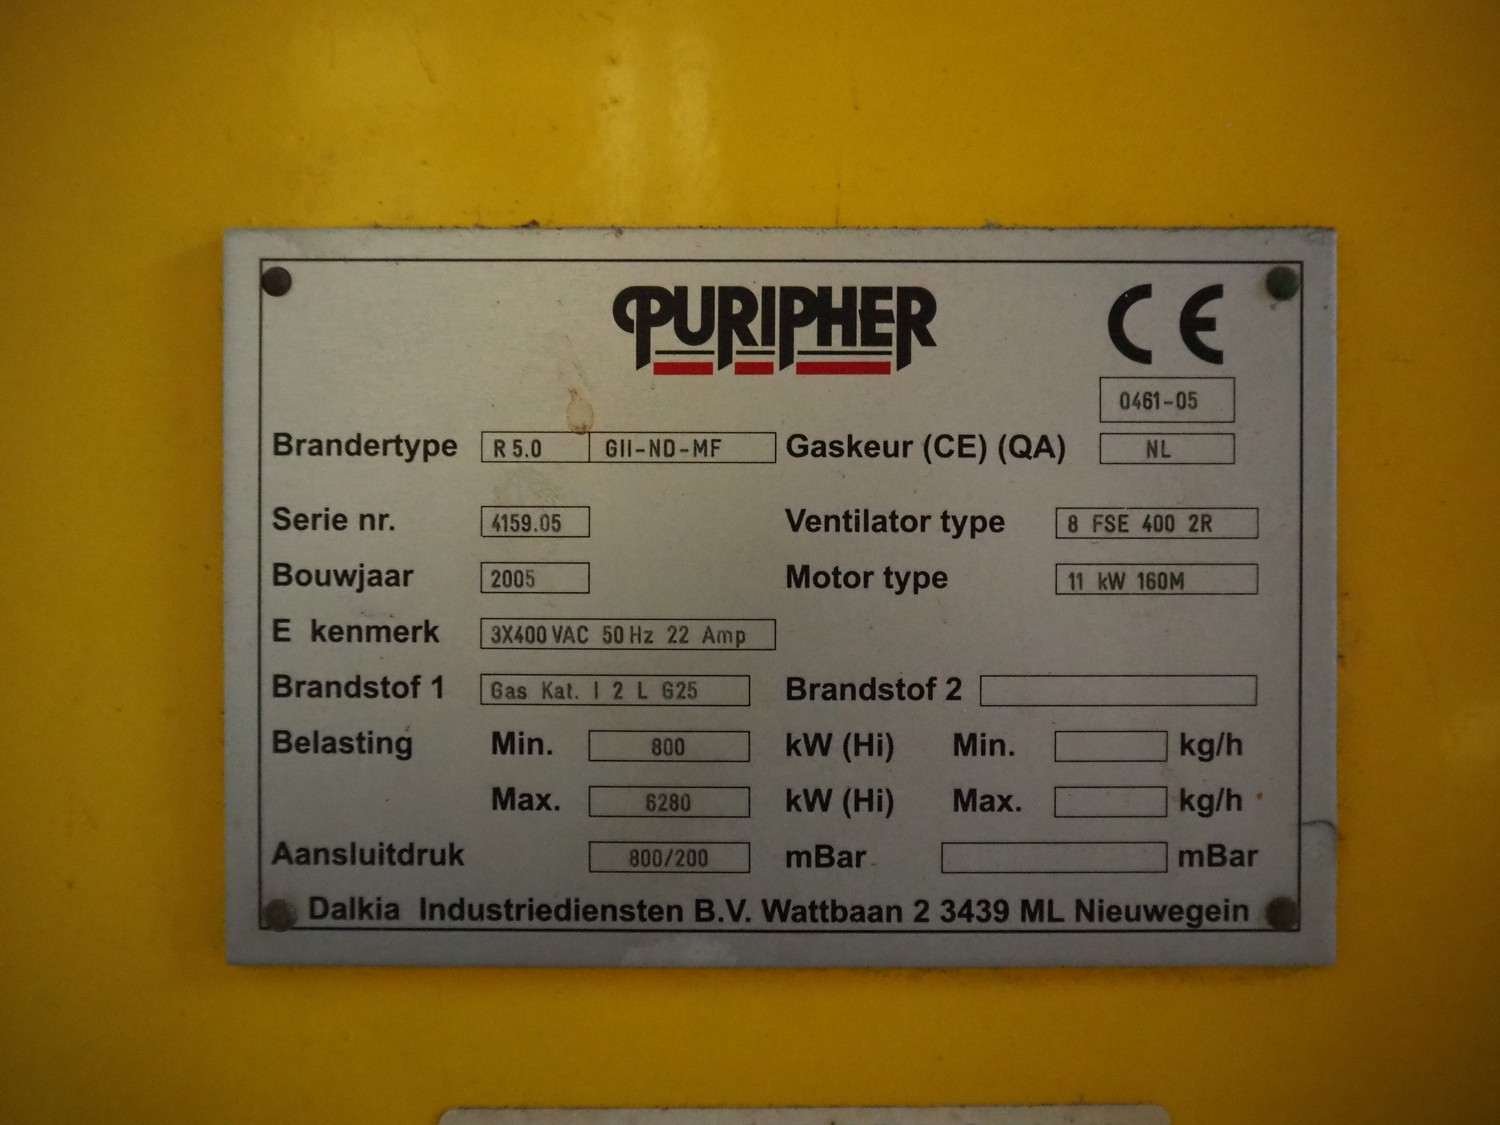 PURIPHER CE
0461-05
Brandertype R 5.0 GII-ND-MF Gaskeur (CE) (QA) NL
Serie nr. 4159.05 Ventilator type 8 FSE 400 2R
Bouwjaar 2005 Motor type 11 kW 160M
E kenmerk 3X400 VAC 50 Hz 22 Amp
Brandstof 1 Gas Kat. I 2 L G25 Brandstof 2
Belasting Min. 800 kW (Hi) Min. kg/h
Max. 6280 kW (Hi) Max. kg/h
Aansluitdruk 800/200 mBar mBar
Dalkia Industriediensten B.V. Wattbaan 2 3439 ML Nieuwegein